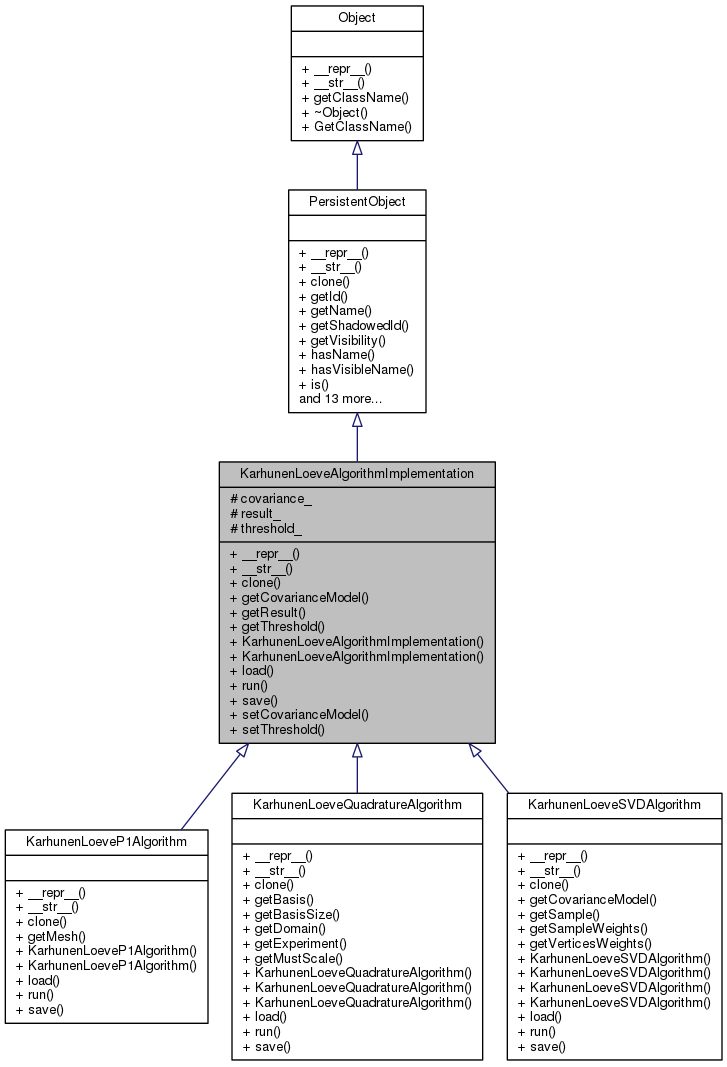 Object
+ __repr__()
+ __str__()
+ getClassName()
+ ~Object()
+ GetClassName()
PersistentObject
+ __repr__()
+ __str__()
+ clone()
+ getId()
+ getName()
+ getShadowedId()
+ getVisibility()
+ hasName()
+ hasVisibleName()
+ is()
and 13 more...
KarhunenLoeveAlgorithmImplementation
# covariance_
# result_
# threshold_
+ __repr__()
+ __str__()
+ clone()
+ getCovarianceModel()
+ getResult()
+ getThreshold()
+ KarhunenLoeveAlgorithmImplementation()
+ KarhunenLoeveAlgorithmImplementation()
+ load()
+ run()
+ save()
+ setCovarianceModel()
+ setThreshold()
KarhunenLoeveP1Algorithm
+ __repr__()
+ __str__()
+ clone()
+ getMesh()
+ KarhunenLoeveP1Algorithm()
+ KarhunenLoeveP1Algorithm()
+ load()
+ run()
+ save()
KarhunenLoeveQuadratureAlgorithm
+ __repr__()
+ __str__()
+ clone()
+ getBasis()
+ getBasisSize()
+ getDomain()
+ getExperiment()
+ getMustScale()
+ KarhunenLoeveQuadratureAlgorithm()
+ KarhunenLoeveQuadratureAlgorithm()
+ KarhunenLoeveQuadratureAlgorithm()
+ load()
+ run()
+ save()
KarhunenLoeveSVDAlgorithm
+ __repr__()
+ __str__()
+ clone()
+ getCovarianceModel()
+ getSample()
+ getSampleWeights()
+ getVerticesWeights()
+ KarhunenLoeveSVDAlgorithm()
+ KarhunenLoeveSVDAlgorithm()
+ KarhunenLoeveSVDAlgorithm()
+ KarhunenLoeveSVDAlgorithm()
+ load()
+ run()
+ save()